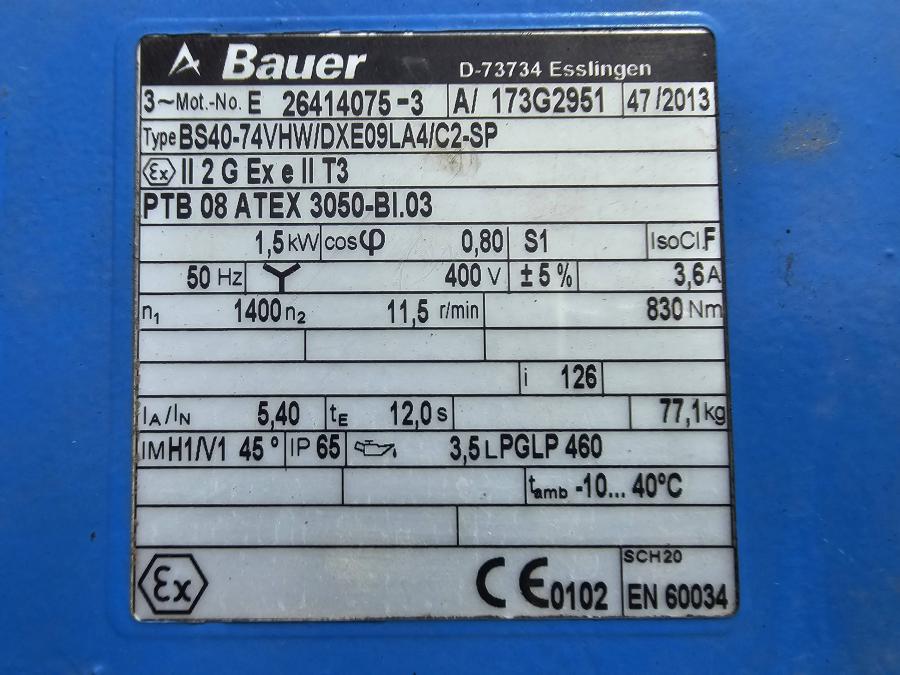 Bauer D-73734 Esslingen
3~Mot.-No. E 26414075-3 A/ 173G2951 47/2013
Type BS40-74VHW/DXE09LA4/C2-SP
Ex II 2 G Ex e II T3
PTB 08 ATEX 3050-BI.03
1,5 kW cosφ 0,80 S1 IsoCl.F
50 Hz 400 V ±5 % 3,6A
n1 1400 n2 11,5 r/min 830 Nm
i 126
IA/IN 5,40 tE 12,0 s 77,1 kg
IM H1/V1 45° IP 65 3,5 L PGLP 460
tamb -10... 40°C
SCH20
Ex CE 0102 EN 60034